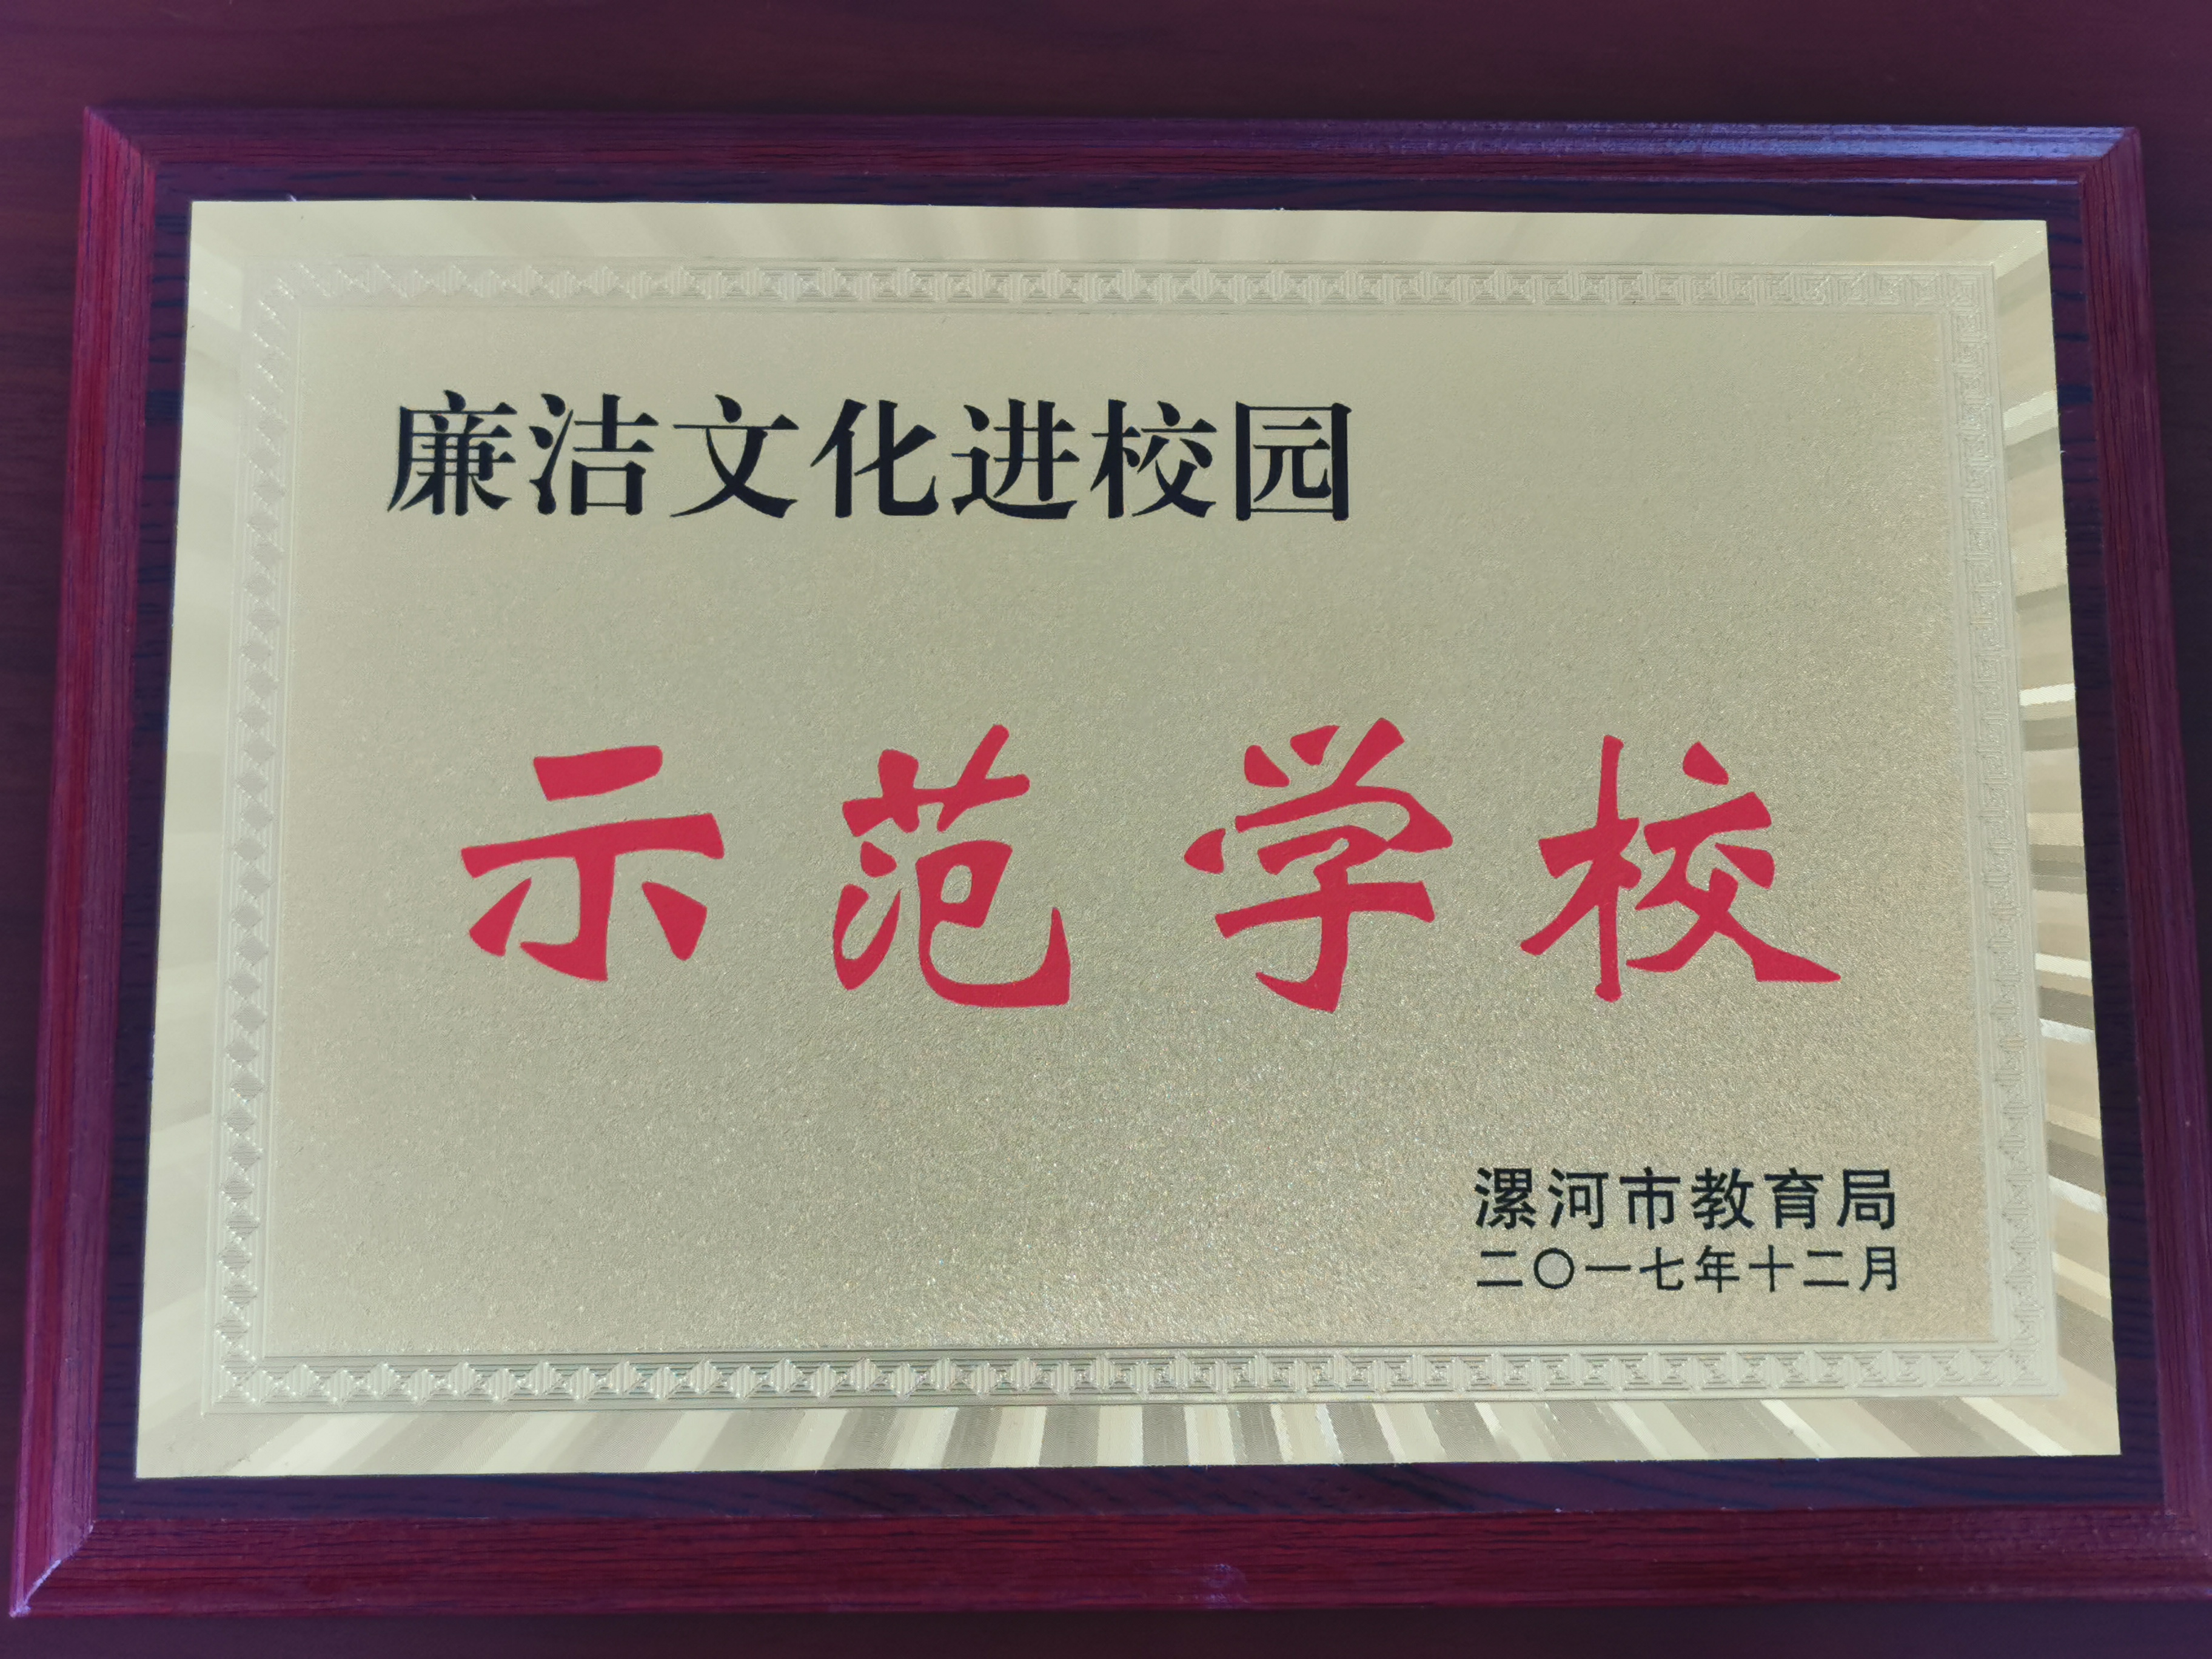 廉洁文化进校园
示范学校
漯河市教育局
二〇一七年十二月